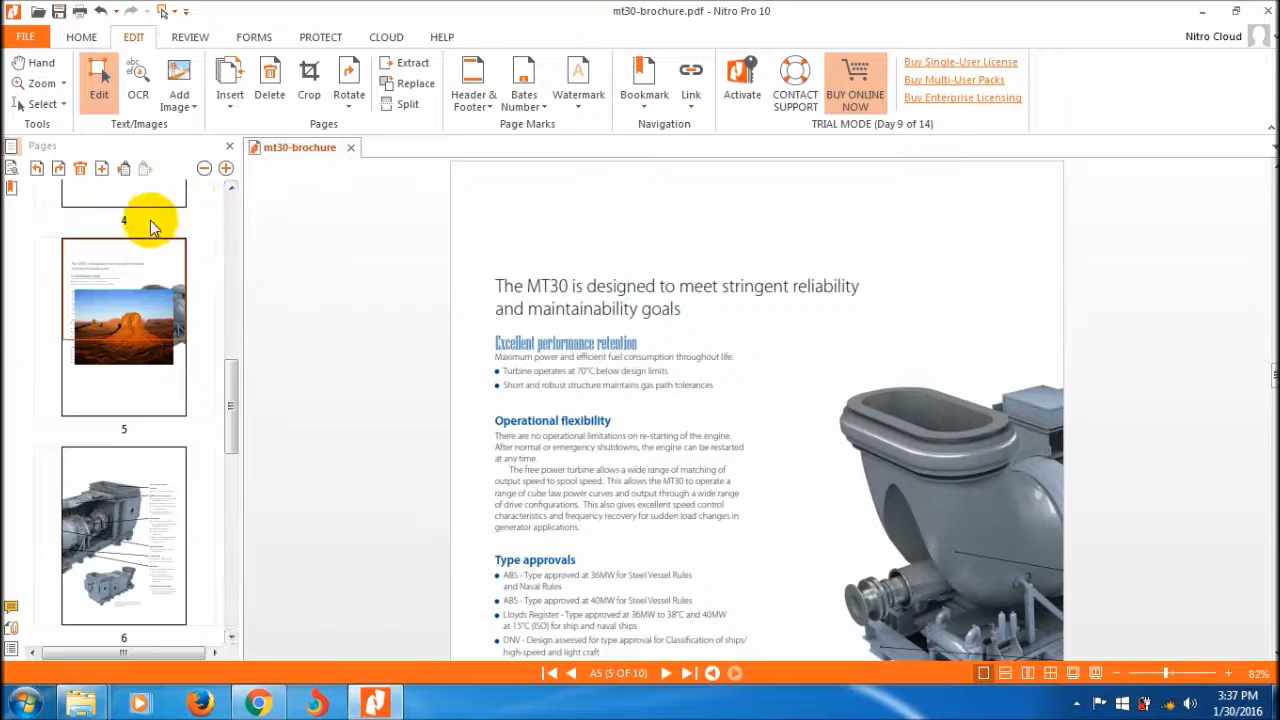 mt30-brochure.pdf - Nitro Pro 10
FILE HOME EDIT REVIEW FORMS PROTECT CLOUD HELP
Nitro Cloud
Hand
Zoom
Select
Tools
Edit
OCR
Add Image
Text/Images
Insert
Delete
Crop
Rotate
Extract
Replace
Split
Pages
Header & Footer
Bates Number
Watermark
Page Marks
Bookmark
Link
Navigation
Activate
CONTACT SUPPORT
BUY ONLINE NOW
Buy Single-User License
Buy Multi-User Packs
Buy Enterprise Licensing
TRIAL MODE (Day 9 of 14)
Pages
mt30-brochure
4
5
6
The MT30 is designed to meet stringent reliability
and maintainability goals
Excellent performance retention
Maximum power and efficient fuel consumption throughout life:
Turbine operates at 70°C below design limits
Short and robust structure maintains gas path tolerances
Operational flexibility
There are no operational limitations on re-starting of the engine.
After normal or emergency shutdowns, the engine can be restarted
at any time.
The free power turbine allows a wide range of matching of
output speed to spool speed. This allows the MT30 to operate a
range of cube law power curves and output through a wide range
of drive configurations. This also gives excellent speed control
characteristics and frequency recovery for sudden load changes in
generator applications.
Type approvals
ABS - Type approved at 36MW for Steel Vessel Rules
and Naval Rules
ABS - Type approved at 40MW for Steel Vessel Rules
Lloyds Register - Type approved at 36MW to 38°C and 40MW
at 15°C (ISO) for ship and naval ships
DNV - Design assessed for type approval for Classification of ships/
high-speed and light craft
A5 (5 OF 10)
82%
3:37 PM
1/30/2016